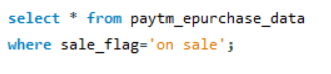 select * from paytm_epurchase_data
where sale_flag='on sale';